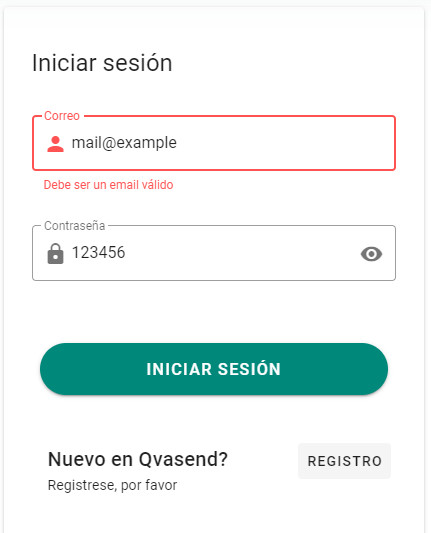 Iniciar sesión
Correo
mail@example
Debe ser un email válido
Contraseña
123456
INICIAR SESIÓN
Nuevo en Qvasend?
REGISTRO
Registrese, por favor